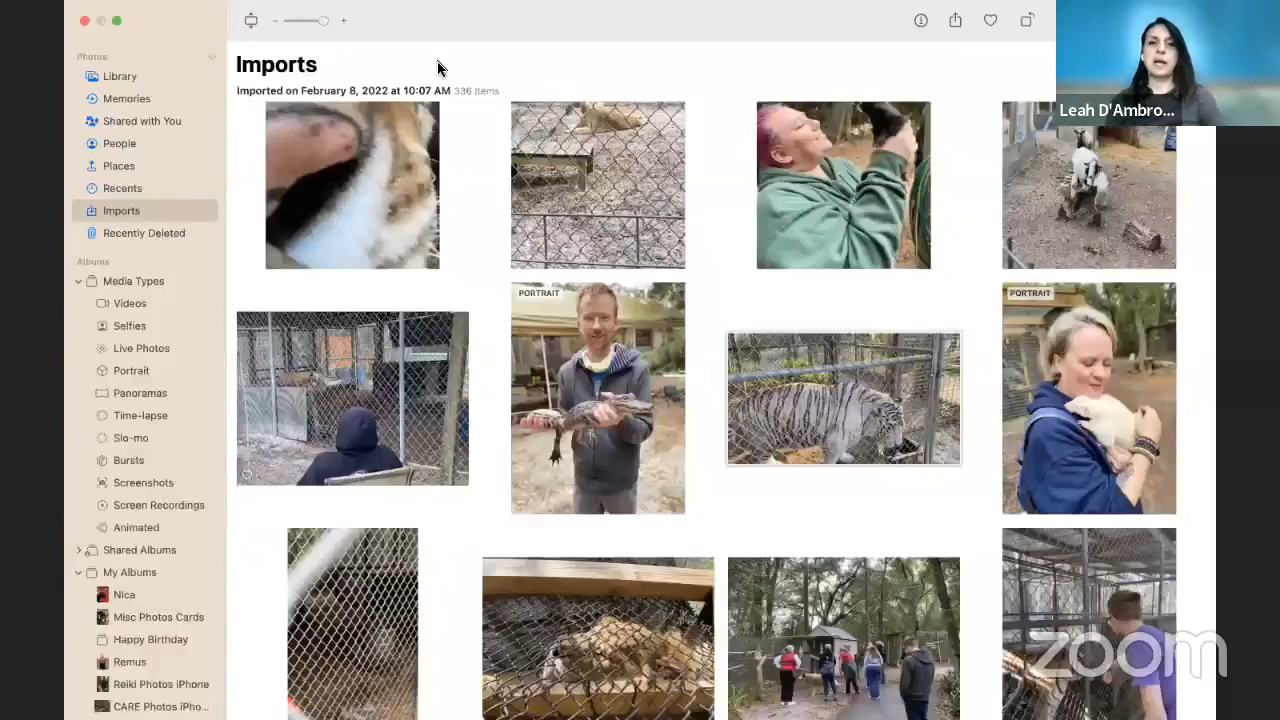 Photos
Library
Memories
Shared with You
People
Places
Recents
Imports
Recently Deleted
Albums
Media Types
Videos
Selfies
Live Photos
Portrait
Panoramas
Time-lapse
Slo-mo
Bursts
Screenshots
Screen Recordings
Animated
Shared Albums
My Albums
Nica
Misc Photos Cards
Happy Birthday
Remus
Reiki Photos iPhone
CARE Photos iPho...
Imports
Imported on February 8, 2022 at 10:07 AM 336 items
PORTRAIT
PORTRAIT
Leah D'Ambro...
zoom